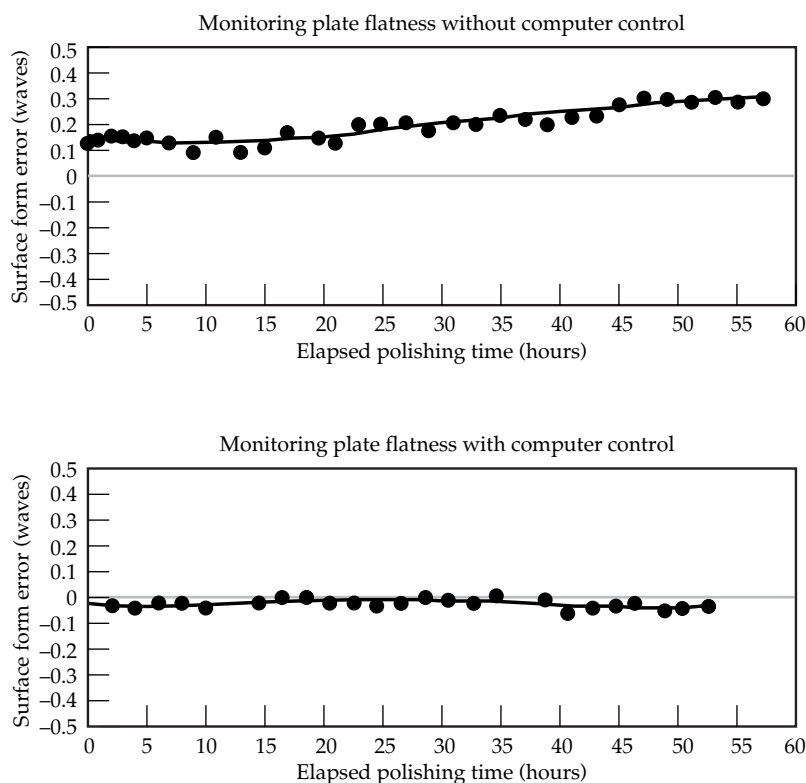 Monitoring plate flatness without computer control
Surface form error (waves)
0.5
0.4
0.3
0.2
0.1
0
–0.1
–0.2
–0.3
–0.4
–0.5
0 5 10 15 20 25 30 35 40 45 50 55 60
Elapsed polishing time (hours)
Monitoring plate flatness with computer control
Surface form error (waves)
0.5
0.4
0.3
0.2
0.1
0
–0.1
–0.2
–0.3
–0.4
–0.5
0 5 10 15 20 25 30 35 40 45 50 55 60
Elapsed polishing time (hours)